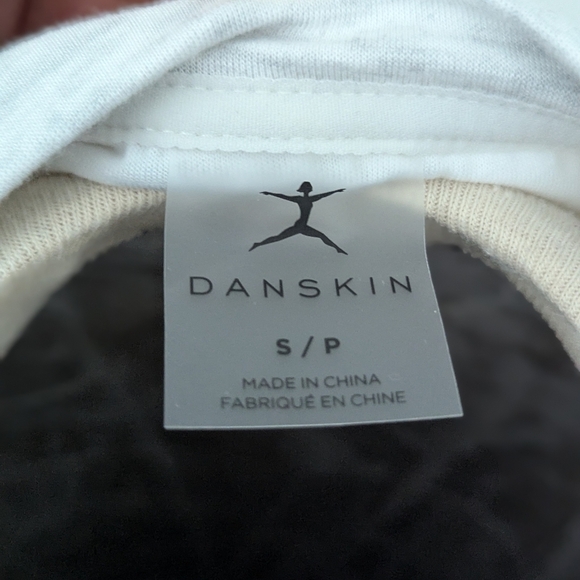 DANSKIN
S / P
MADE IN CHINA
FABRIQUÉ EN CHINE